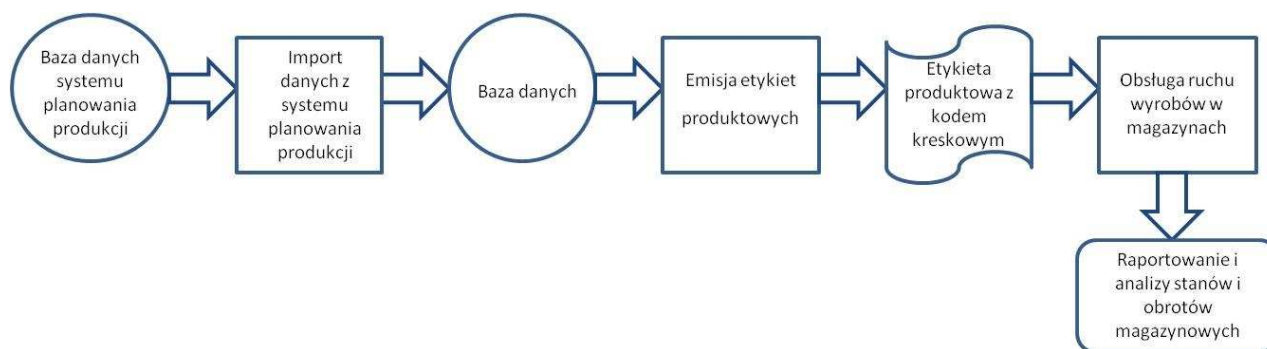 Baza danych
systemu
planowania
produkcji
Import
danych z
systemu
planowania
produkcji
Baza danych
Emisja etykiet
produktowych
Etykieta
produktowa z
kodem
kreskowym
Obsługa ruchu
wyrobów w
magazynach
Raportowanie i
analizy stanów i
obrotów
magazynowych